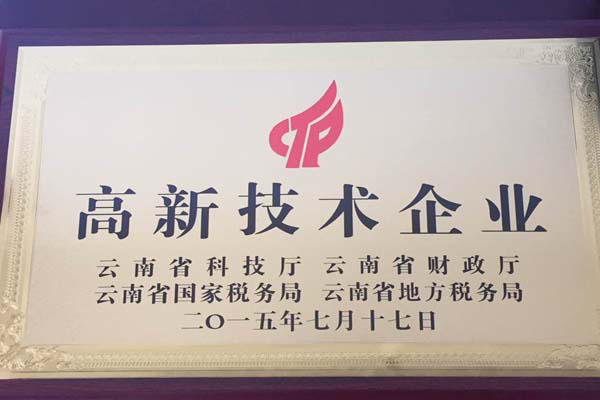 CTP
高新技术企业
云南省科技厅 云南省财政厅
云南省国家税务局 云南省地方税务局
二〇一五年七月十七日